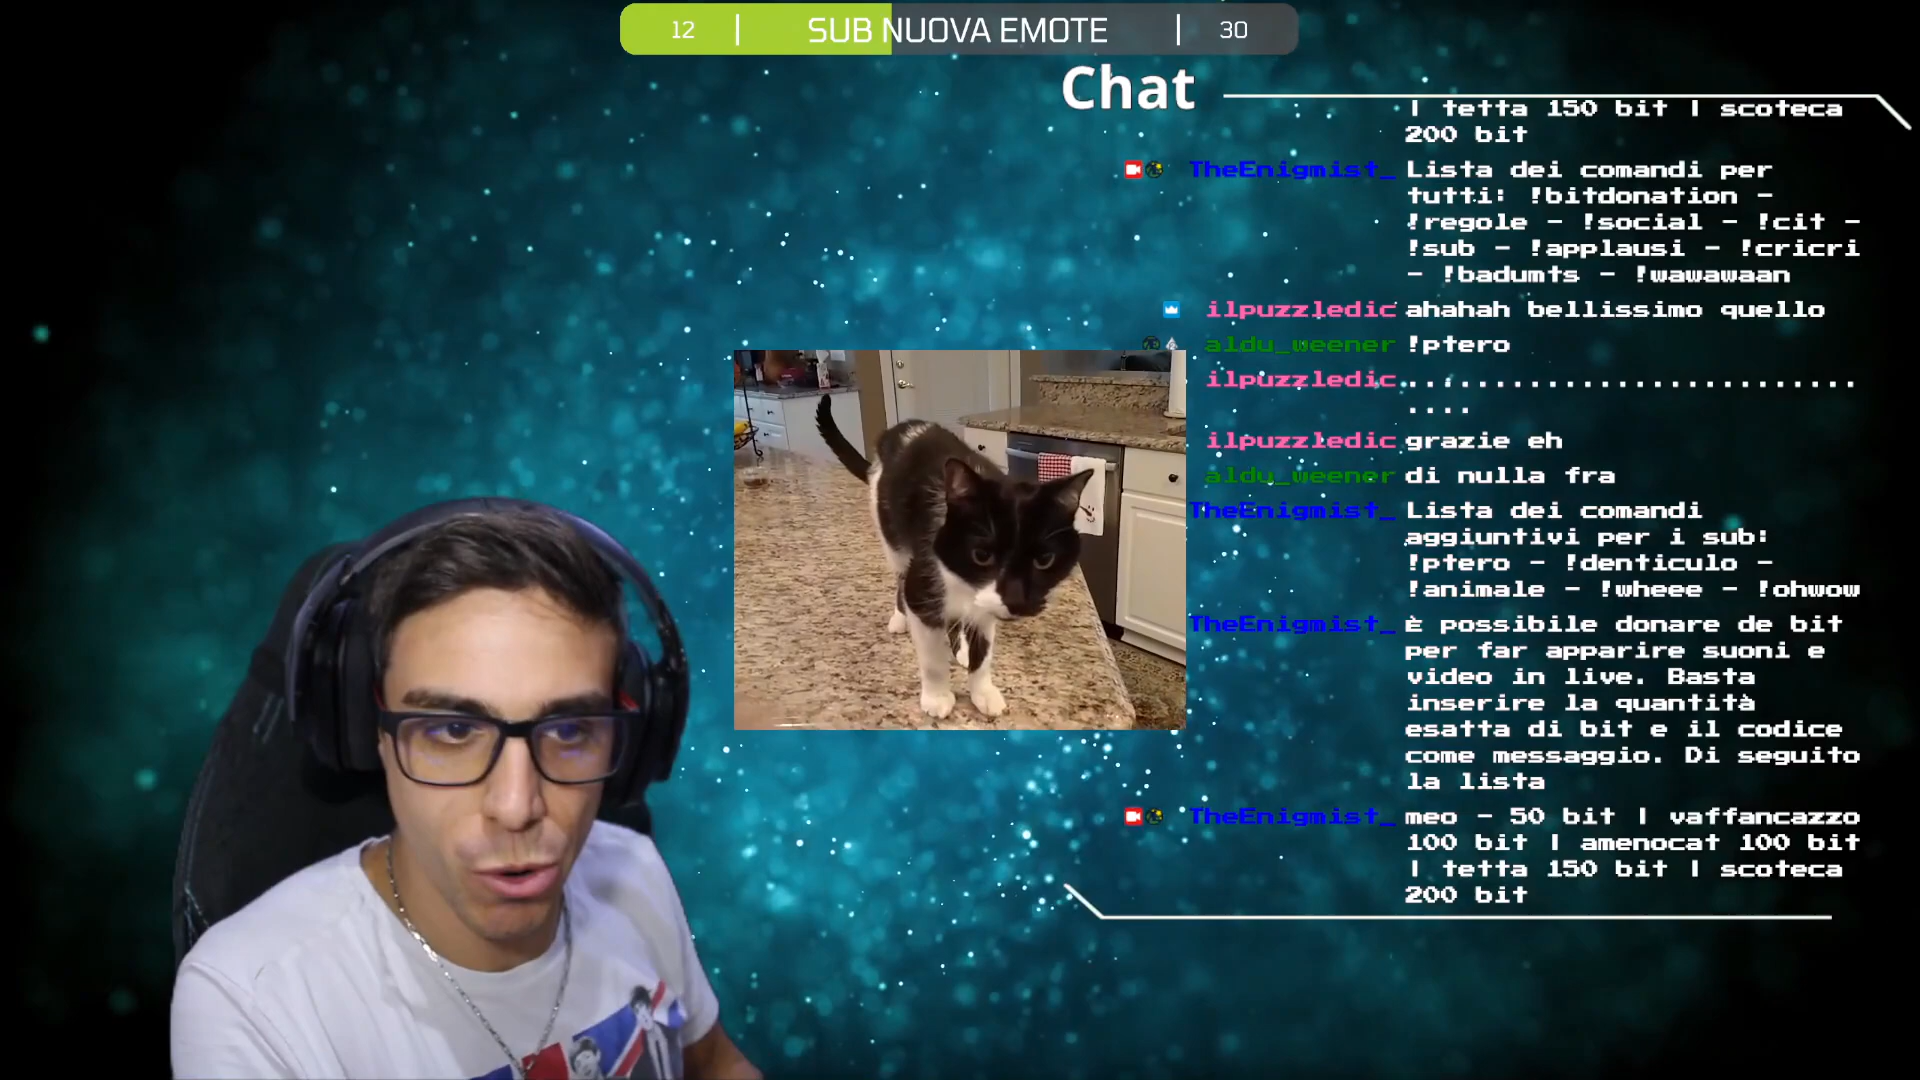 12 | SUB NUOVA EMOTE | 30
Chat
| tetta 150 bit | scoteca
200 bit
TheEnigmist_ Lista dei comandi per
tutti: !bitdonation -
!regole - !social - !cit -
!sub - !applausi - !cricri
- !badumts - !wawawaan
ilpuzzledic ahahah bellissimo quello
aldu_weener !ptero
ilpuzzledic ..........................
....
ilpuzzledic grazie eh
aldu_weener di nulla fra
TheEnigmist_ Lista dei comandi
aggiuntivi per i sub:
!ptero - !denticulo -
!animale - !wheee - !ohwow
TheEnigmist_ È possibile donare de bit
per far apparire suoni e
video in live. Basta
inserire la quantità
esatta di bit e il codice
come messaggio. Di seguito
la lista
TheEnigmist_ meo - 50 bit | vaffancazzo
100 bit | amenocat 100 bit
| tetta 150 bit | scoteca
200 bit